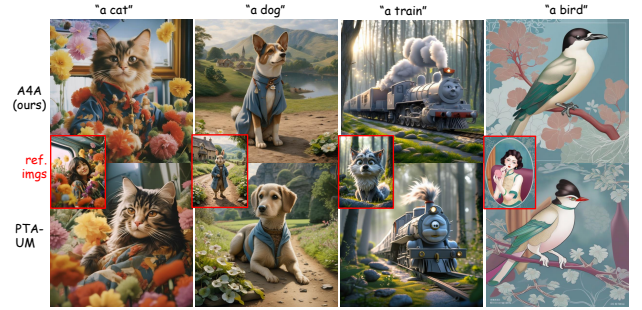 “a cat”
“a dog”
“a train”
“a bird”
A4A
(ours)
ref.
imgs
PTA-
UM